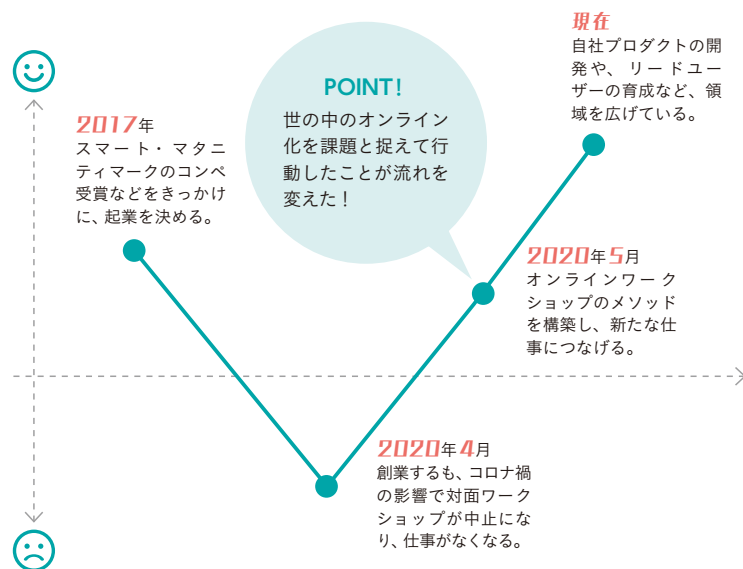 現在
自社プロダクトの開
発や、リードユー
ザーの育成など、領
域を広げている。
POINT!
世の中のオンライン
化を課題と捉えて行
動したことが流れを
変えた！
2017年
スマート・マタニ
ティマークのコンペ
受賞などをきっかけ
に、起業を決める。
2020年5月
オンラインワーク
ショップのメソッド
を構築し、新たな仕
事につなげる。
2020年4月
創業するも、コロナ禍
の影響で対面ワーク
ショップが中止にな
り、仕事がなくなる。